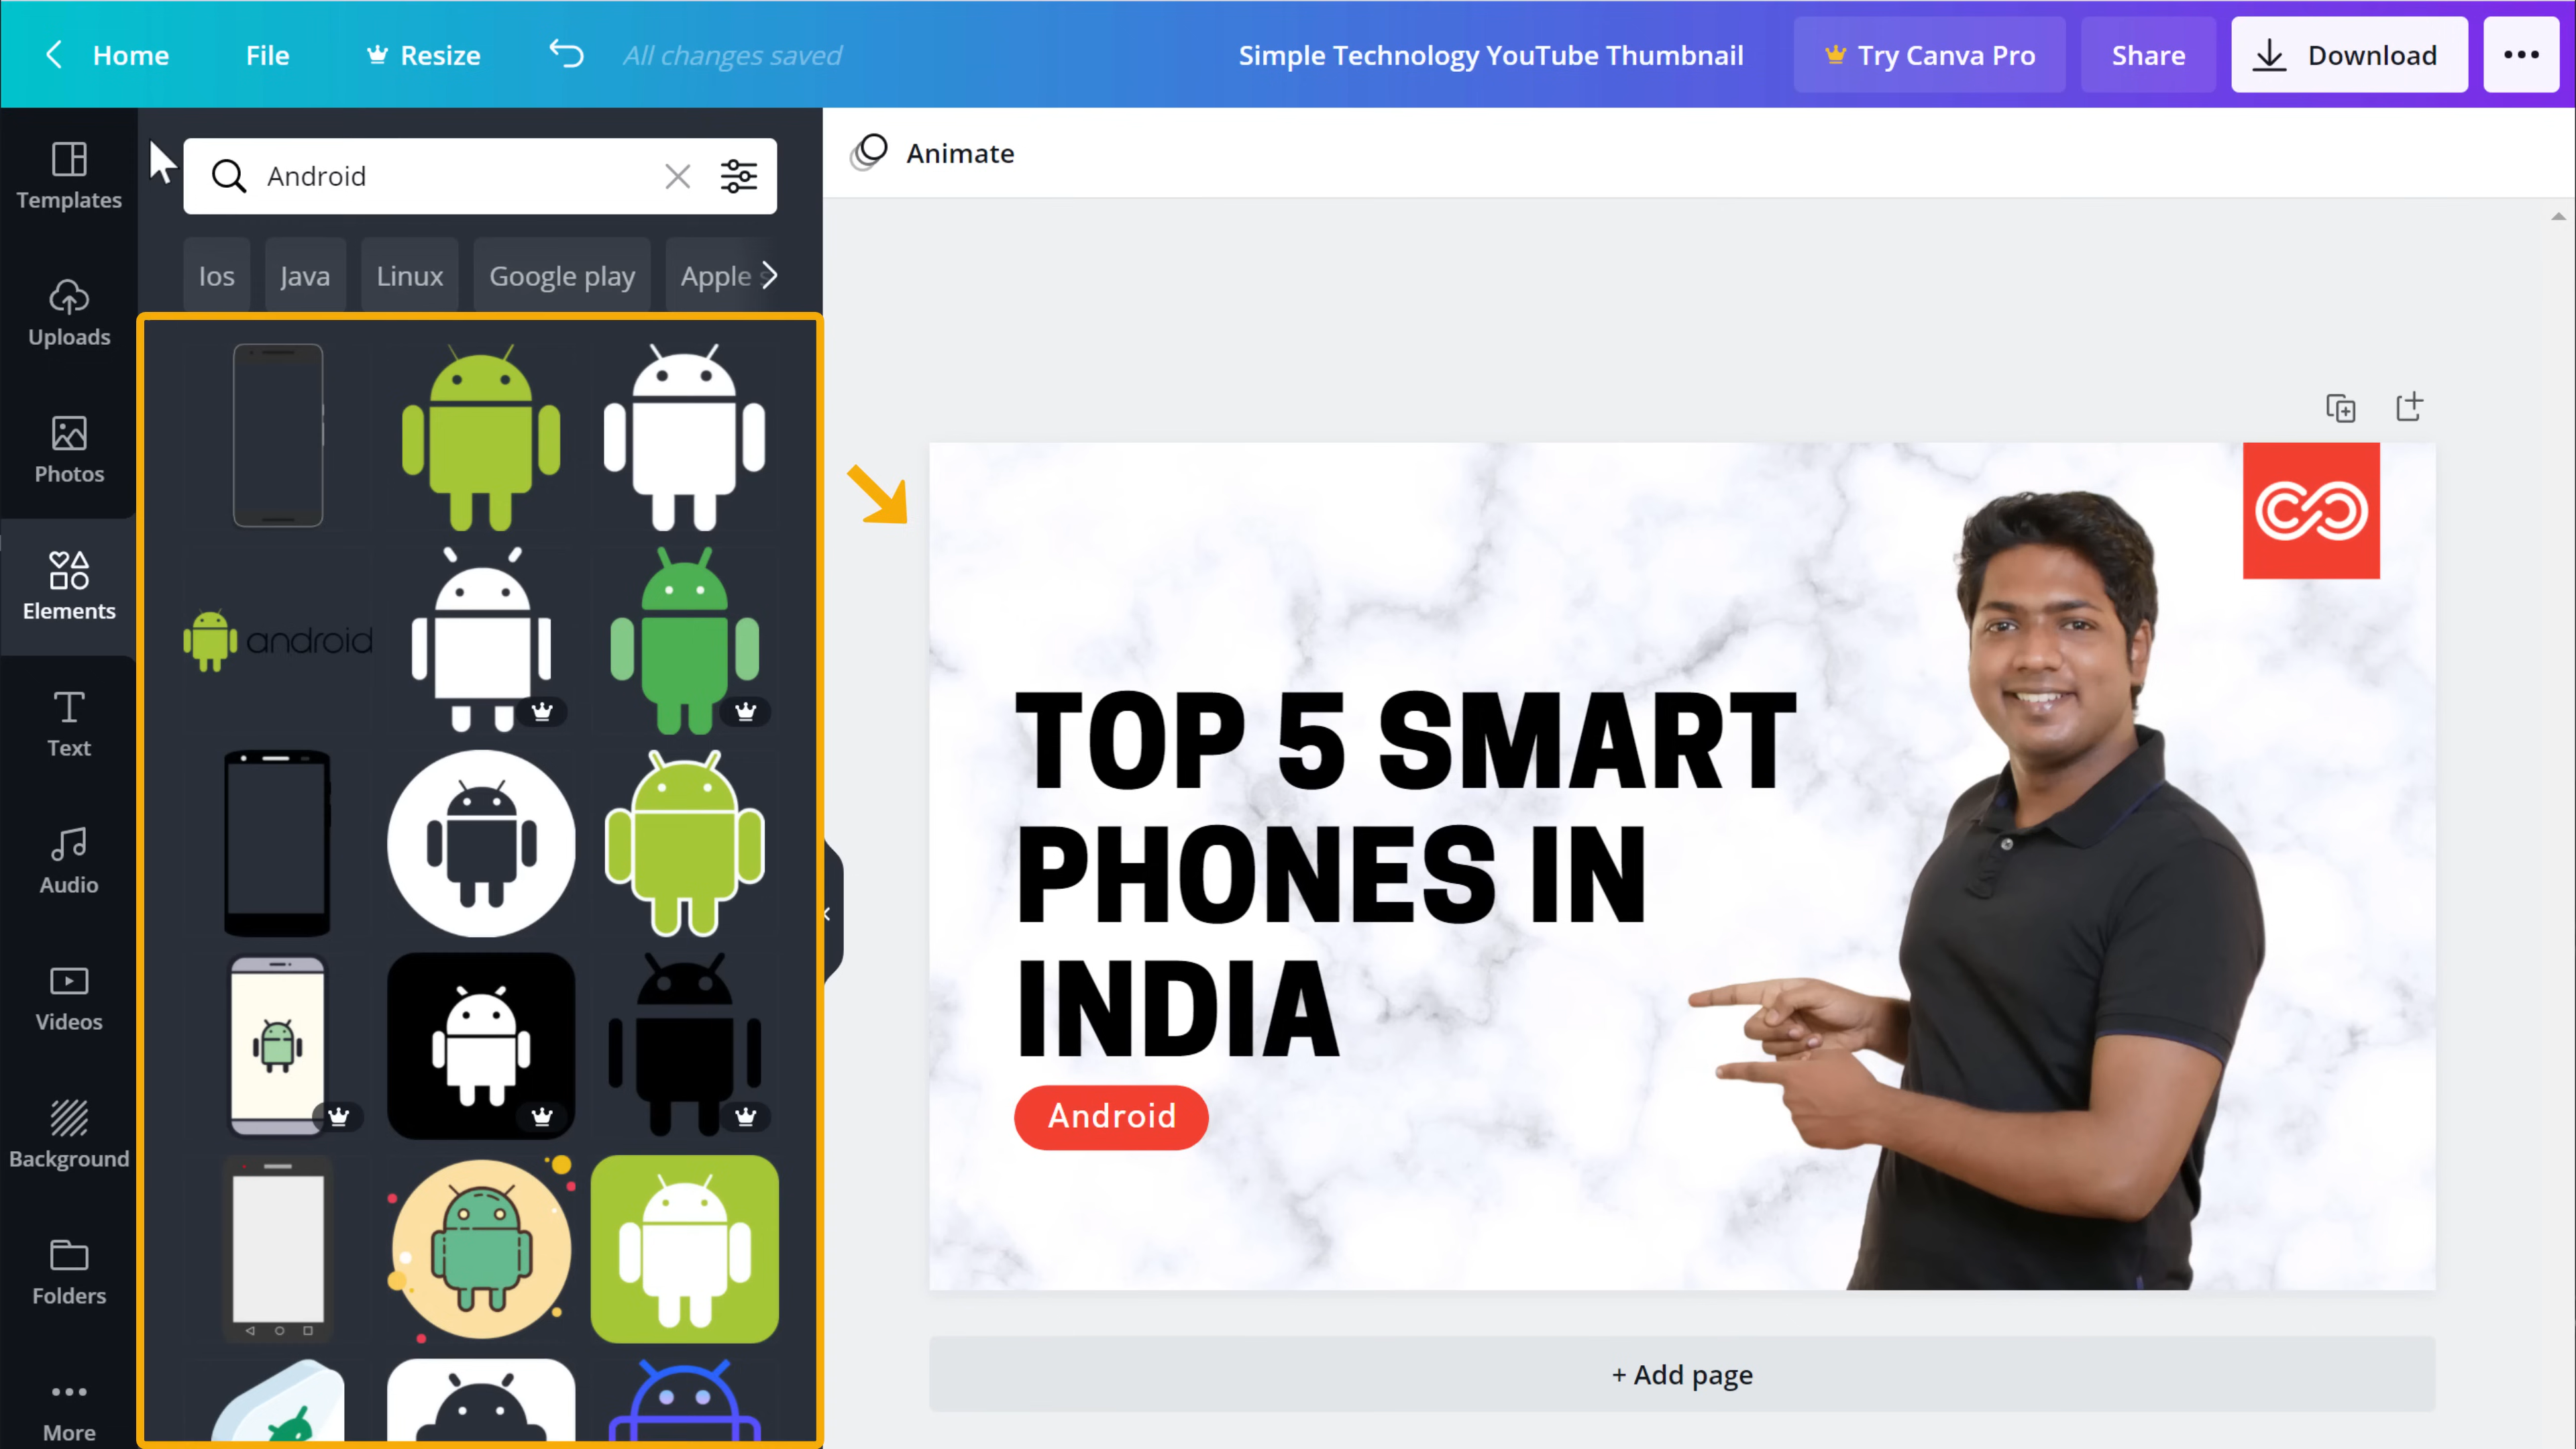 Home
File
Resize
All changes saved
Simple Technology YouTube Thumbnail
Try Canva Pro
Share
Download
Templates
Uploads
Photos
Elements
Text
Audio
Videos
Background
Folders
More
Android
Ios
Java
Linux
Google play
Apple s
android
Animate
TOP 5 SMART
PHONES IN
INDIA
Android
+ Add page